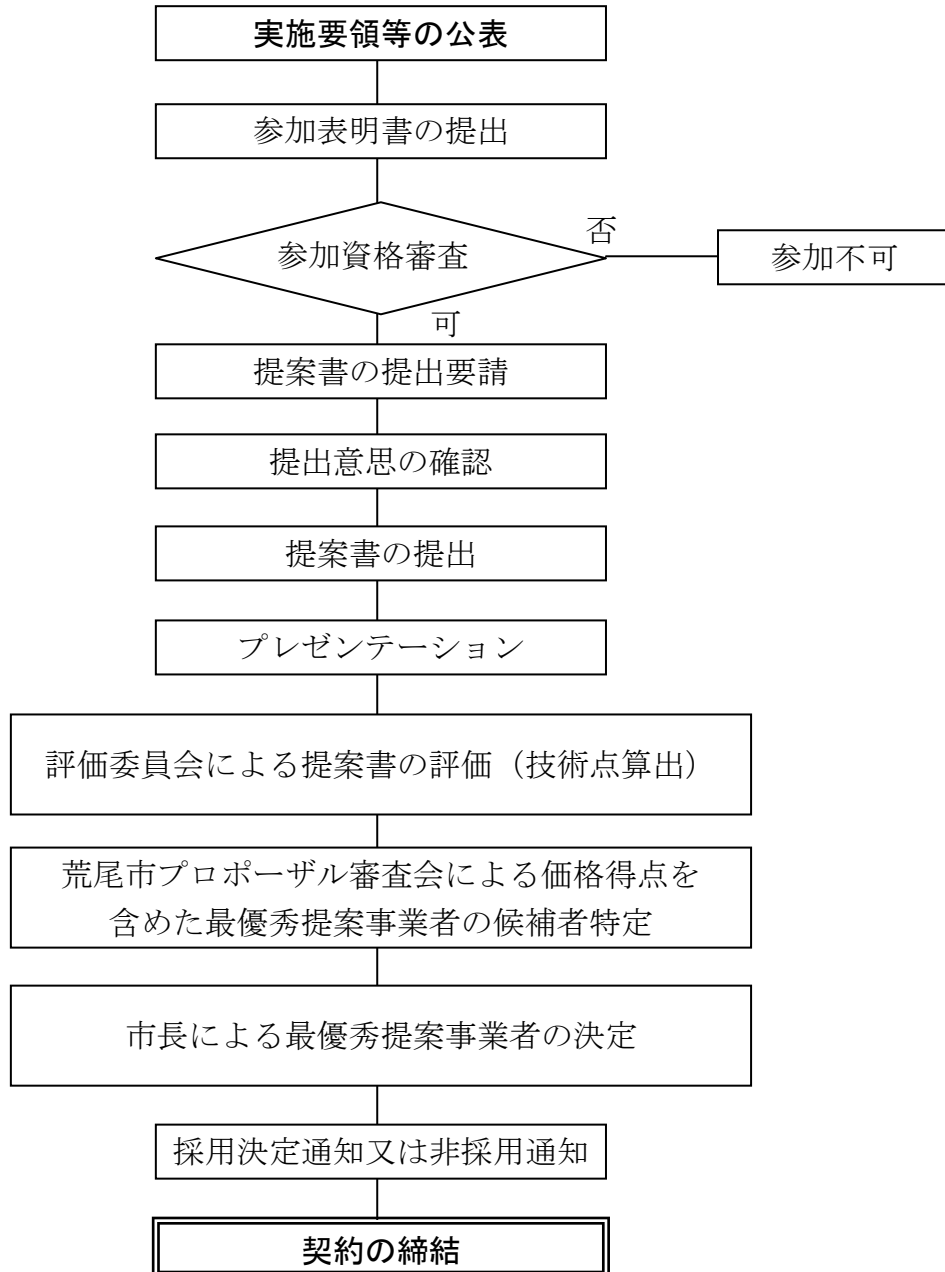 実施要領等の公表
参加表明書の提出
参加資格審査
否
参加不可
可
提案書の提出要請
提出意思の確認
提案書の提出
プレゼンテーション
評価委員会による提案書の評価（技術点算出）
荒尾市プロポーザル審査会による価格得点を
含めた最優秀提案事業者の候補者特定
市長による最優秀提案事業者の決定
採用決定通知又は非採用通知
契約の締結